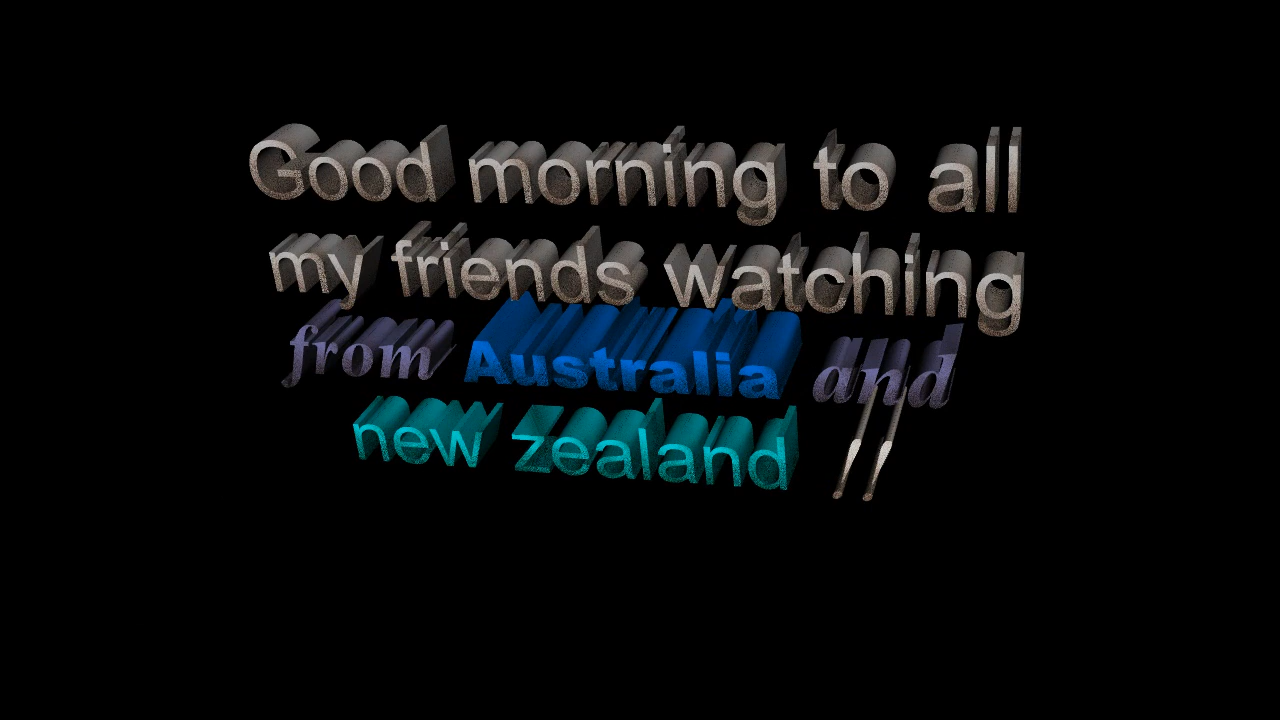 Good morning to all
my friends watching
from Australia and
new zealand !!